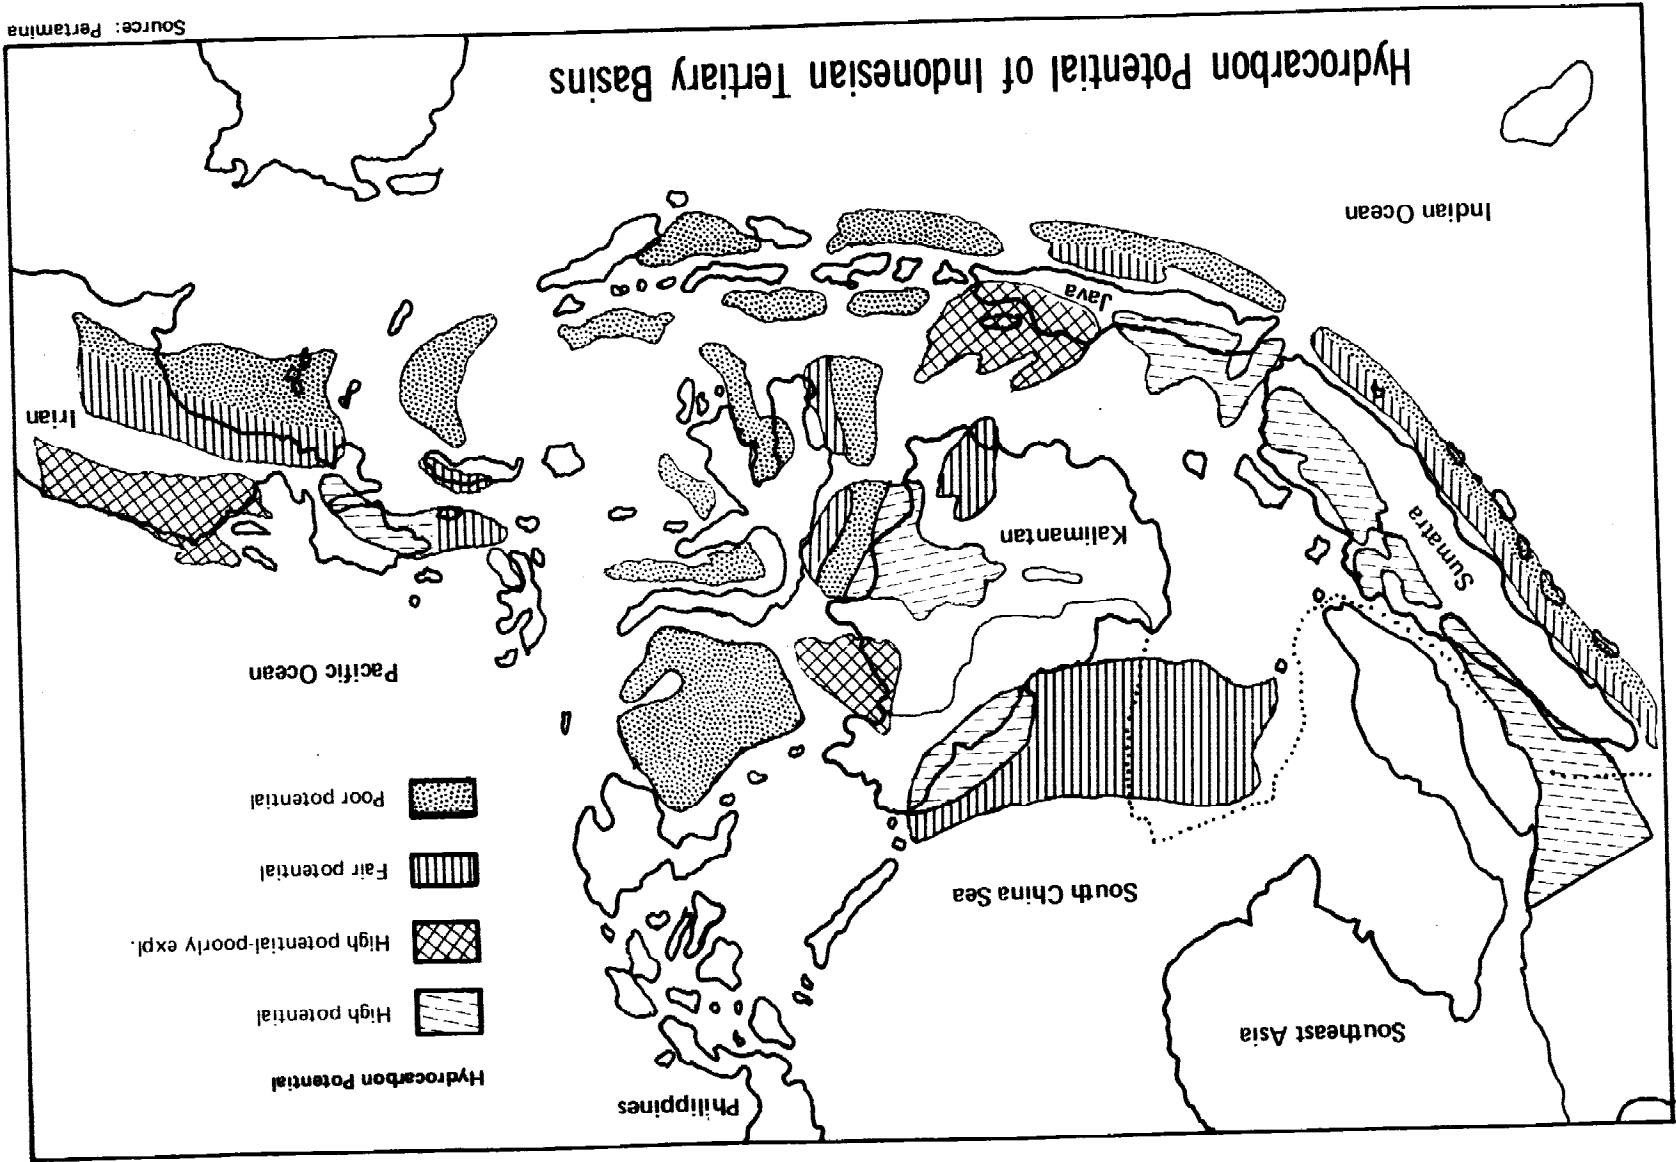 Philippines
Hydrocarbon Potential
High potential
High potential-poorly expl.
Fair potential
Poor potential
Southeast Asia
South China Sea
Pacific Ocean
Sumatra
Kalimantan
Irian
Java
Indian Ocean
Hydrocarbon Potential of Indonesian Tertiary Basins
Source: Pertamina